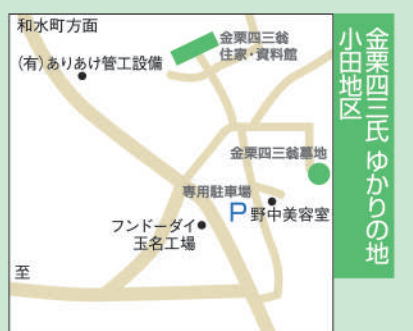 和水町方面
金栗四三翁
住家・資料館
(有)ありあけ管工設備
金栗四三翁墓地
専用駐車場
P
野中美容室
フンドーダイ
玉名工場
至
金栗四三氏 ゆかりの地
小田地区